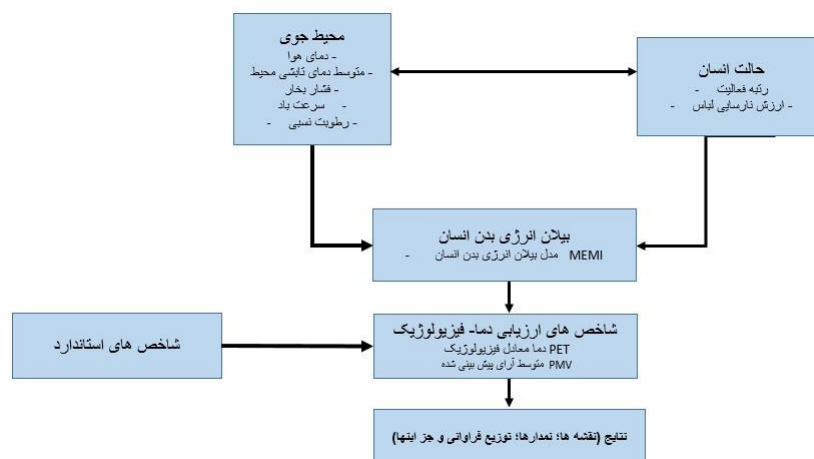 محیط جوی
- دمای هوا
- متوسط دمای تابشی محیط
- فشار بخار
- سرعت باد
- رطوبت نسبی -
حالت انسان
رتبه فعالیت -
- ارزش نارسایی لباس -
بیلان انرژی بدن انسان
MEMI مدل بیلان انرژی بدن انسان -
شاخص های ارزیابی دما- فیزیولوژیک
PET دما معادل فیزیولوژیک
PMV متوسط آرای پیش بینی شده
شاخص های استاندارد
نتایج (نقشه ها؛ نمدارها؛ توزیع فراوانی و جز اینها)